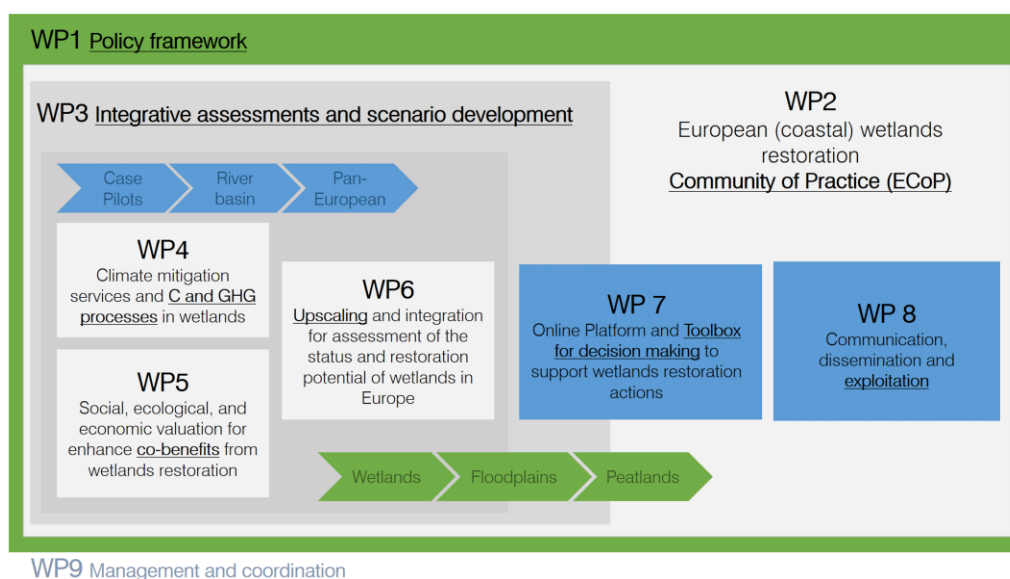 WP1 Policy framework
WP3 Integrative assessments and scenario development
WP2
European (coastal) wetlands
restoration
Community of Practice (ECoP)
Case
Pilots
River
basin
Pan-
European
WP4
Climate mitigation
services and C and GHG
processes in wetlands
WP5
Social, ecological, and
economic valuation for
enhance co-benefits from
wetlands restoration
WP6
Upscaling and integration
for assessment of the
status and restoration
potential of wetlands in
Europe
WP 7
Online Platform and Toolbox
for decision making to
support wetlands restoration
actions
WP 8
Communication,
dissemination and
exploitation
Wetlands
Floodplains
Peatlands
WP9 Management and coordination